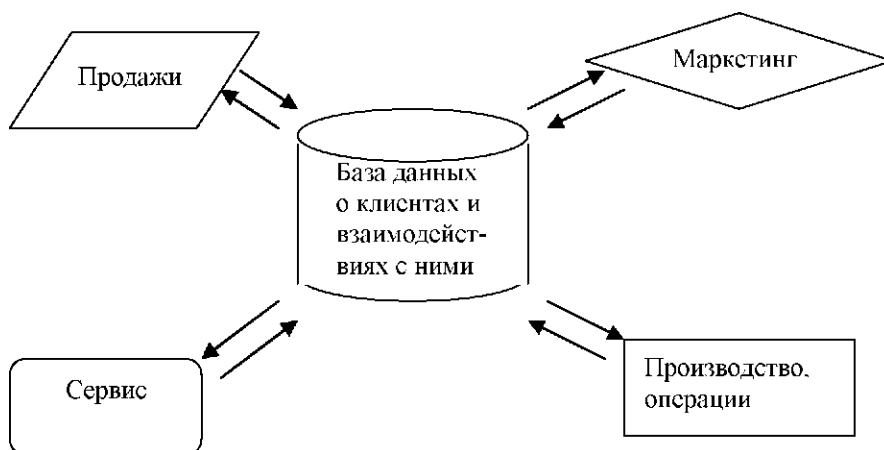 Продажи
Маркетинг
База данных
о клиентах и
взаимодейст-
виях с ними
Сервис
Производство,
операции